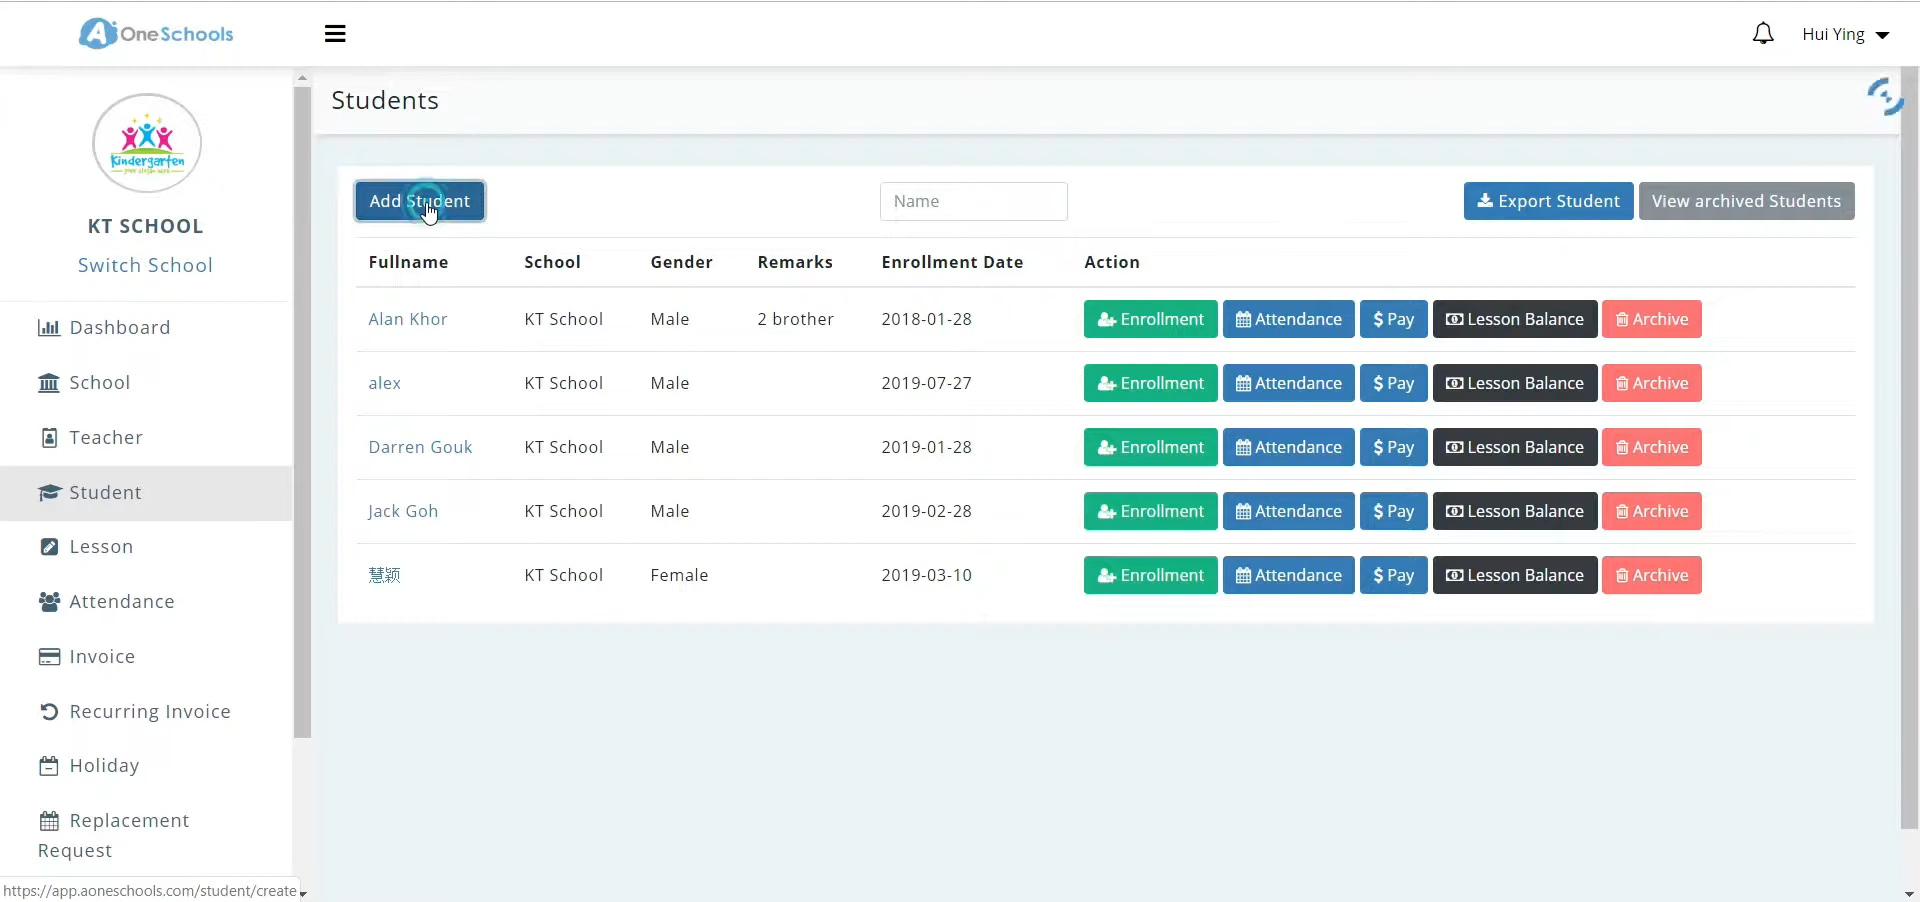 AiOneSchools
Hui Ying
Kindergarten
KT SCHOOL
Switch School
Dashboard
School
Teacher
Student
Lesson
Attendance
Invoice
Recurring Invoice
Holiday
Replacement
Request
https://app.aoneschools.com/student/create
Students
Add Student
Name
Export Student
View archived Students
Fullname School Gender Remarks Enrollment Date Action
Alan Khor KT School Male 2 brother 2018-01-28 Enrollment Attendance $ Pay Lesson Balance Archive
alex KT School Male 2019-07-27 Enrollment Attendance $ Pay Lesson Balance Archive
Darren Gouk KT School Male 2019-01-28 Enrollment Attendance $ Pay Lesson Balance Archive
Jack Goh KT School Male 2019-02-28 Enrollment Attendance $ Pay Lesson Balance Archive
慧颖 KT School Female 2019-03-10 Enrollment Attendance $ Pay Lesson Balance Archive